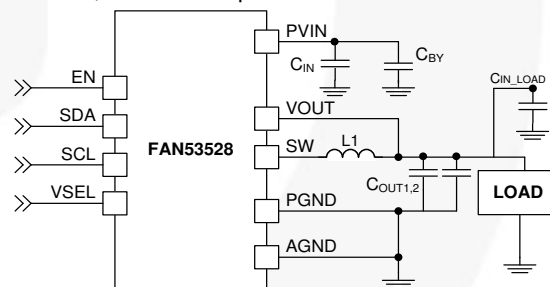 PVIN
CIN
CBY
EN
SDA
SCL
VSEL
FAN53528
VOUT
SW
L1
COUT1,2
CIN_LOAD
LOAD
PGND
AGND